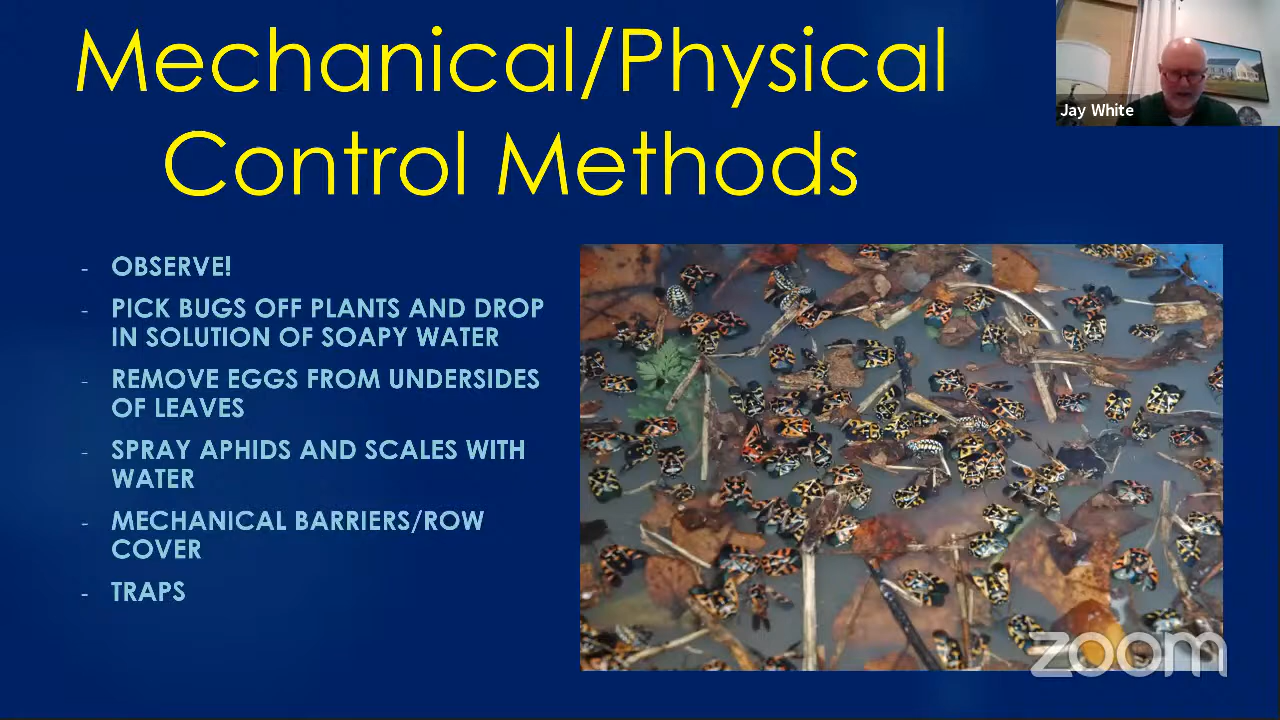 Mechanical/Physical
Control Methods
Jay White
- OBSERVE!
- PICK BUGS OFF PLANTS AND DROP
IN SOLUTION OF SOAPY WATER
- REMOVE EGGS FROM UNDERSIDES
OF LEAVES
- SPRAY APHIDS AND SCALES WITH
WATER
- MECHANICAL BARRIERS/ROW
COVER
- TRAPS
zoom